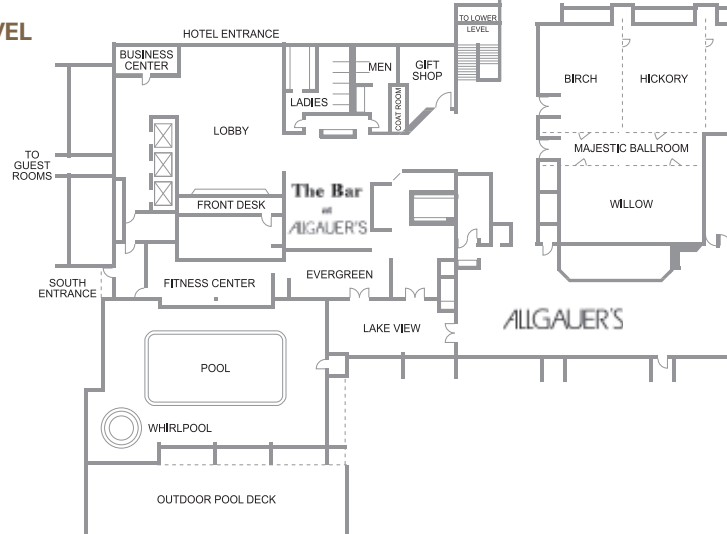 VEL
HOTEL ENTRANCE
TO LOWER
LEVEL
BUSINESS
CENTER
LADIES
MEN
COAT ROOM
GIFT
SHOP
BIRCH
HICKORY
LOBBY
MAJESTIC BALLROOM
TO
GUEST
ROOMS
The Bar
at
ALLGAUER'S
FRONT DESK
WILLOW
SOUTH
ENTRANCE
FITNESS CENTER
EVERGREEN
LAKE VIEW
ALLGAUER'S
POOL
WHIRLPOOL
OUTDOOR POOL DECK